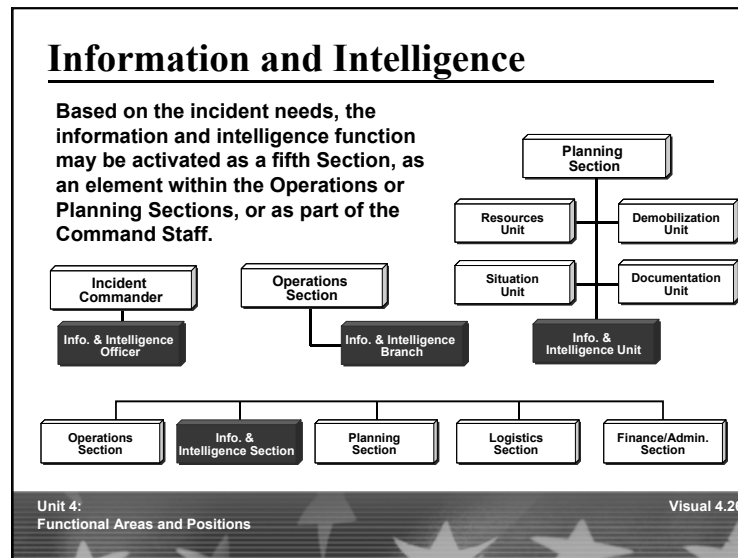 Information and Intelligence
Based on the incident needs, the
information and intelligence function
may be activated as a fifth Section, as
an element within the Operations or
Planning Sections, or as part of the
Command Staff.
Planning
Section
Resources
Unit
Demobilization
Unit
Situation
Unit
Documentation
Unit
Info. &
Intelligence Unit
Incident
Commander
Info. & Intelligence
Officer
Operations
Section
Info. & Intelligence
Branch
Operations
Section
Info. &
Intelligence Section
Planning
Section
Logistics
Section
Finance/Admin.
Section
Unit 4:
Functional Areas and Positions
Visual 4.26